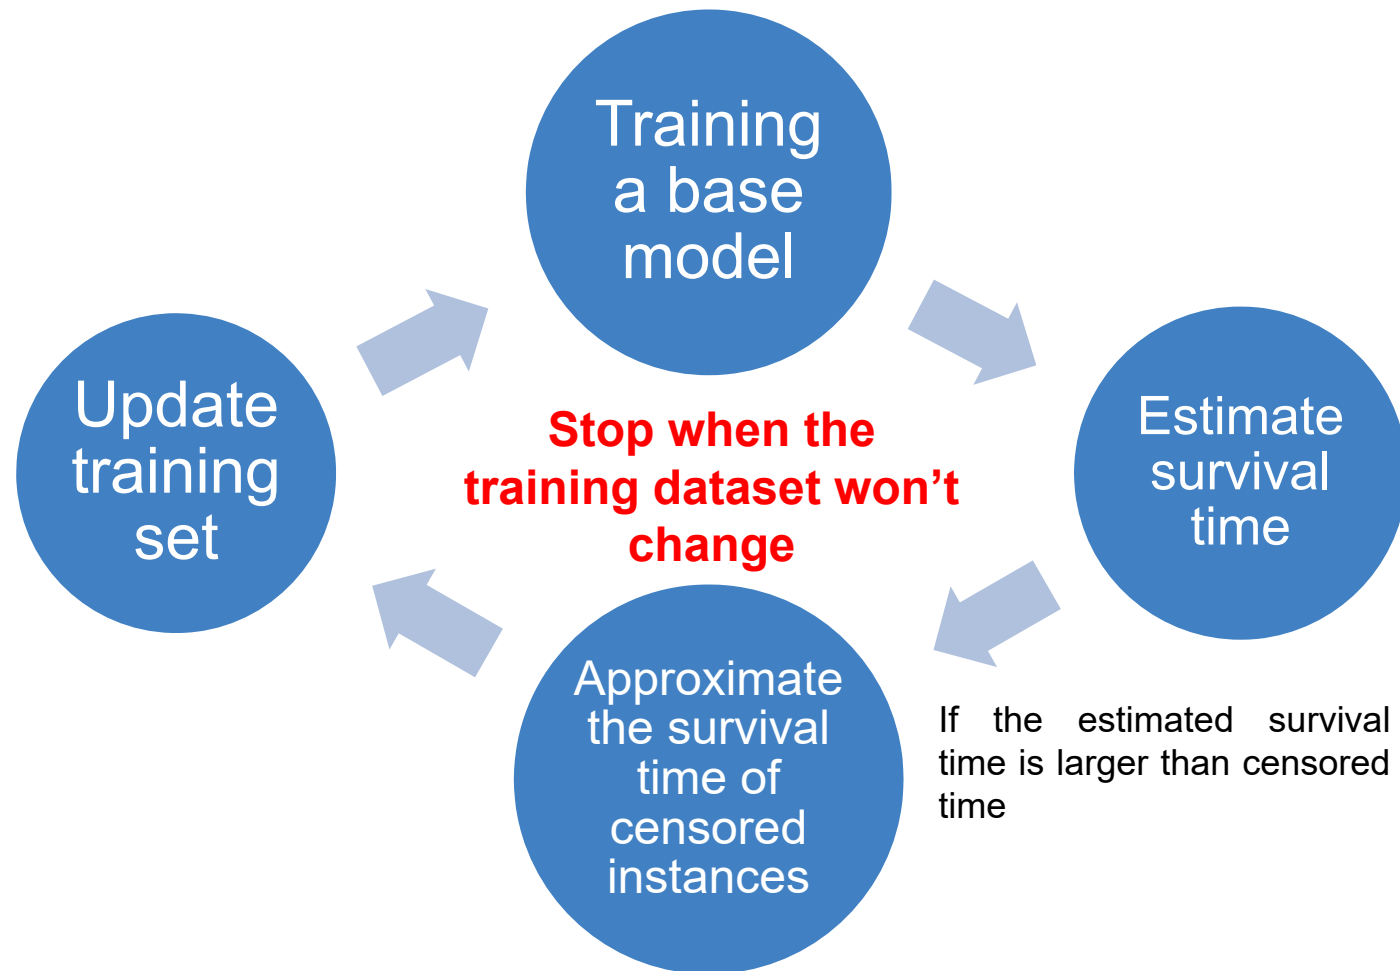 Training
a base
model
Estimate
survival
time
If the estimated survival
time is larger than censored
time
Approximate
the survival
time of
censored
instances
Update
training
set
Stop when the
training dataset won’t
change